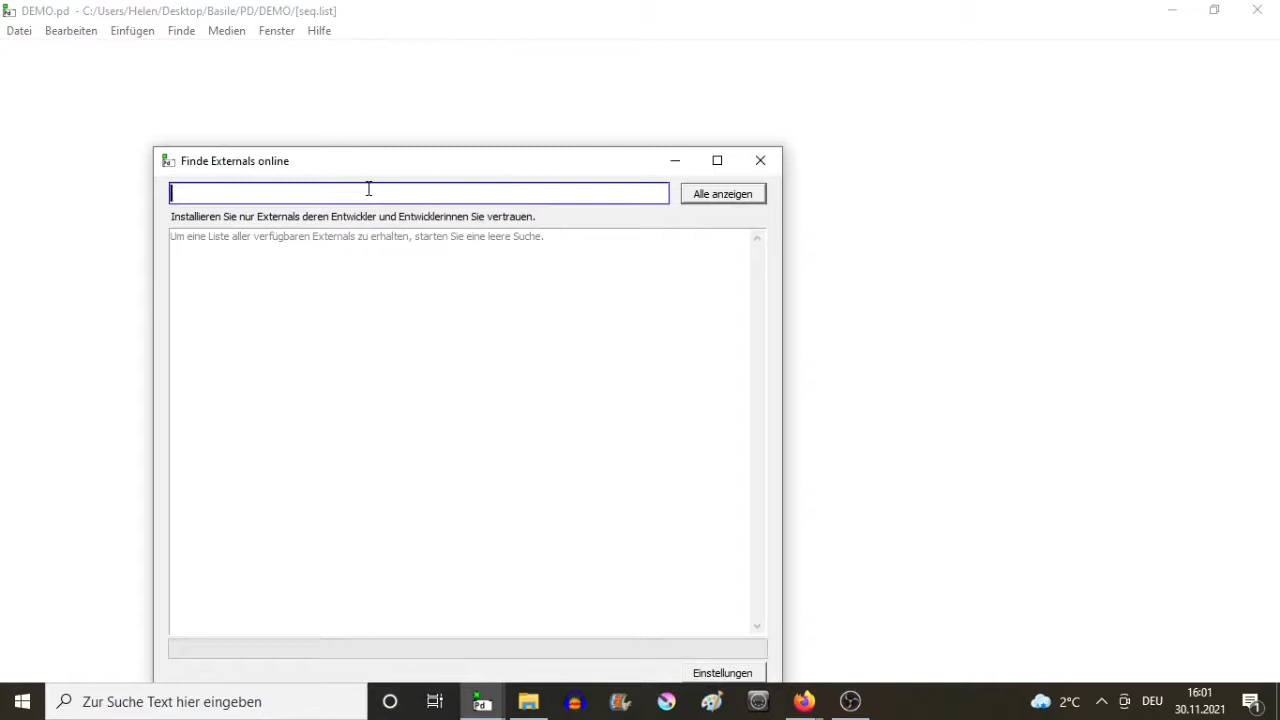 DEMO.pd - C:/Users/Helen/Desktop/Basile/PD/DEMO/[seq.list]
Datei Bearbeiten Einfügen Finde Medien Fenster Hilfe
Pd Finde Externals online
Alle anzeigen
Installieren Sie nur Externals deren Entwickler und Entwicklerinnen Sie vertrauen.
Um eine Liste aller verfügbaren Externals zu erhalten, starten Sie eine leere Suche.
Einstellungen
Zur Suche Text hier eingeben Pd 2°C DEU 16:01
30.11.2021 1